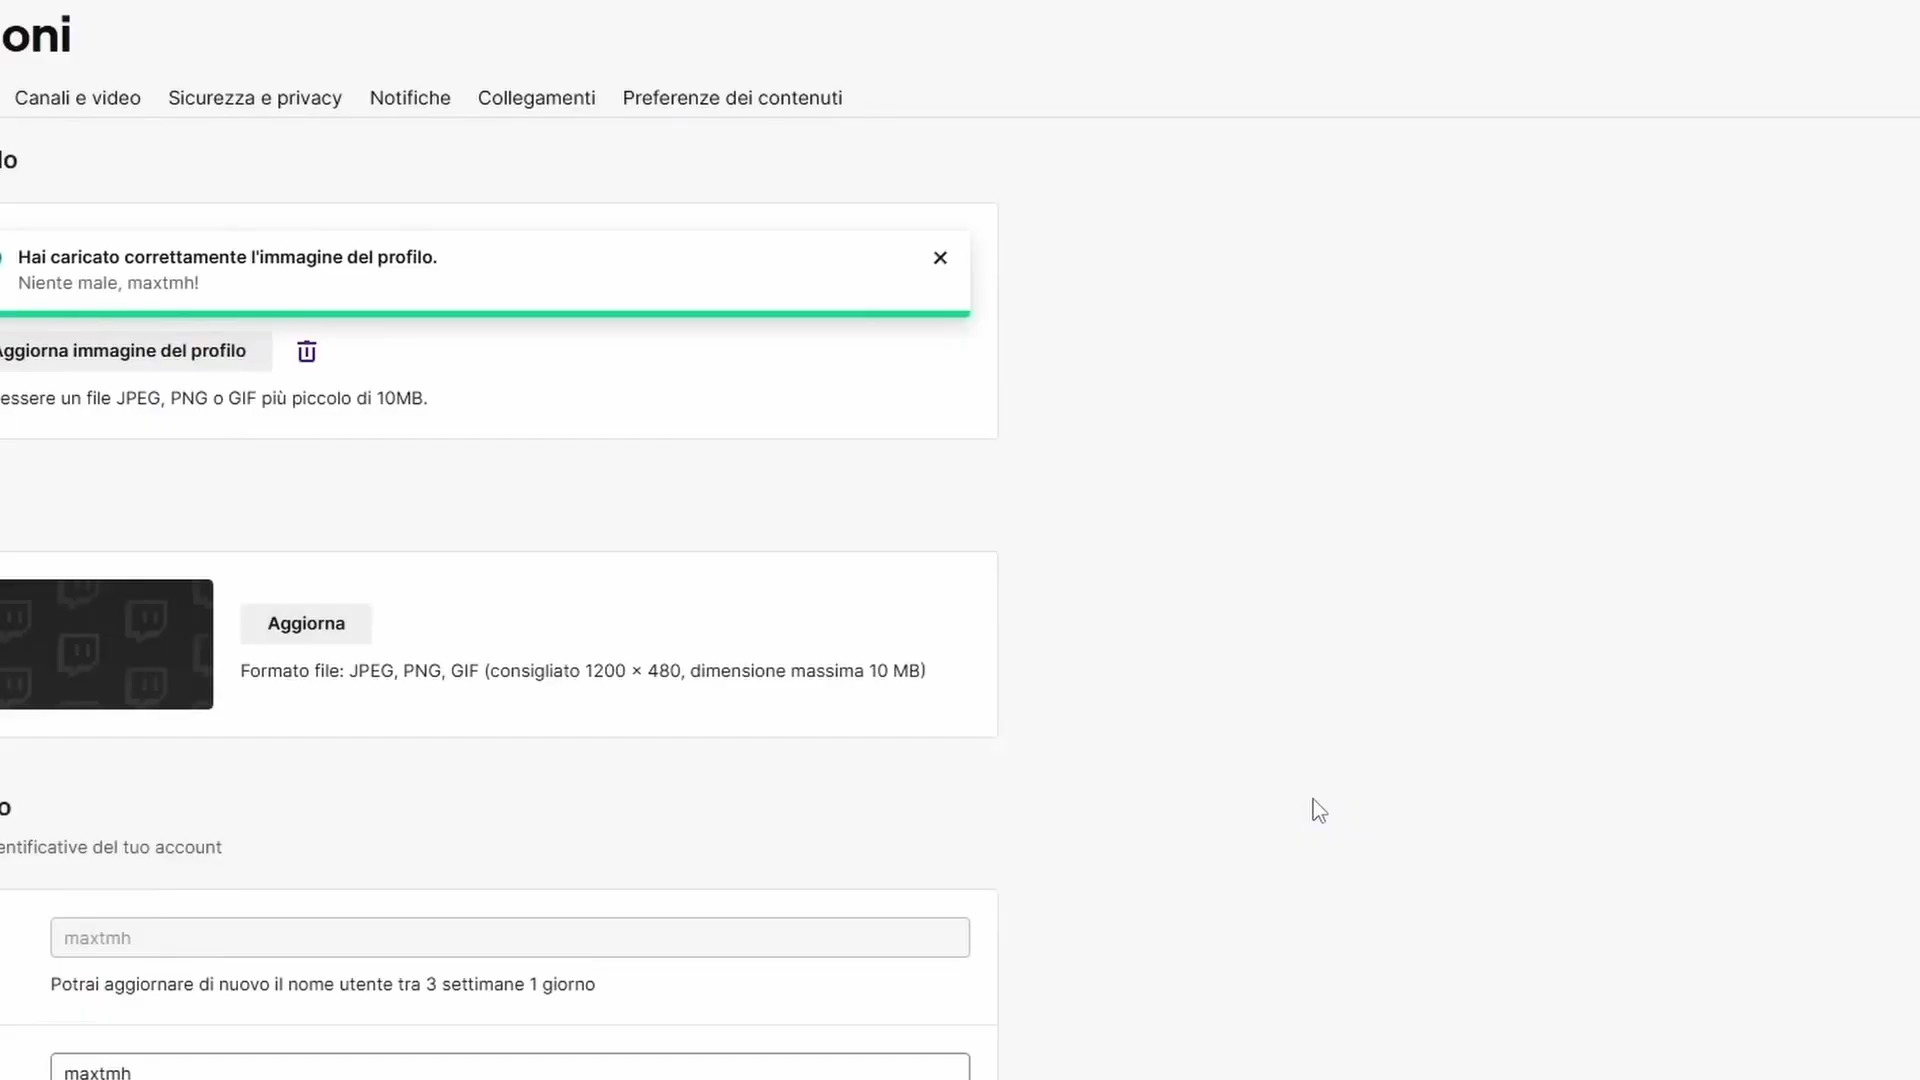 oni
Canali e video Sicurezza e privacy Notifiche Collegamenti Preferenze dei contenuti
lo
Hai caricato correttamente l'immagine del profilo.
Niente male, maxtmh!
Aggiorna immagine del profilo
essere un file JPEG, PNG o GIF più piccolo di 10MB.
Aggiorna
Formato file: JPEG, PNG, GIF (consigliato 1200 × 480, dimensione massima 10 MB)
o
entificative del tuo account
maxtmh
Potrai aggiornare di nuovo il nome utente tra 3 settimane 1 giorno
maxtmh